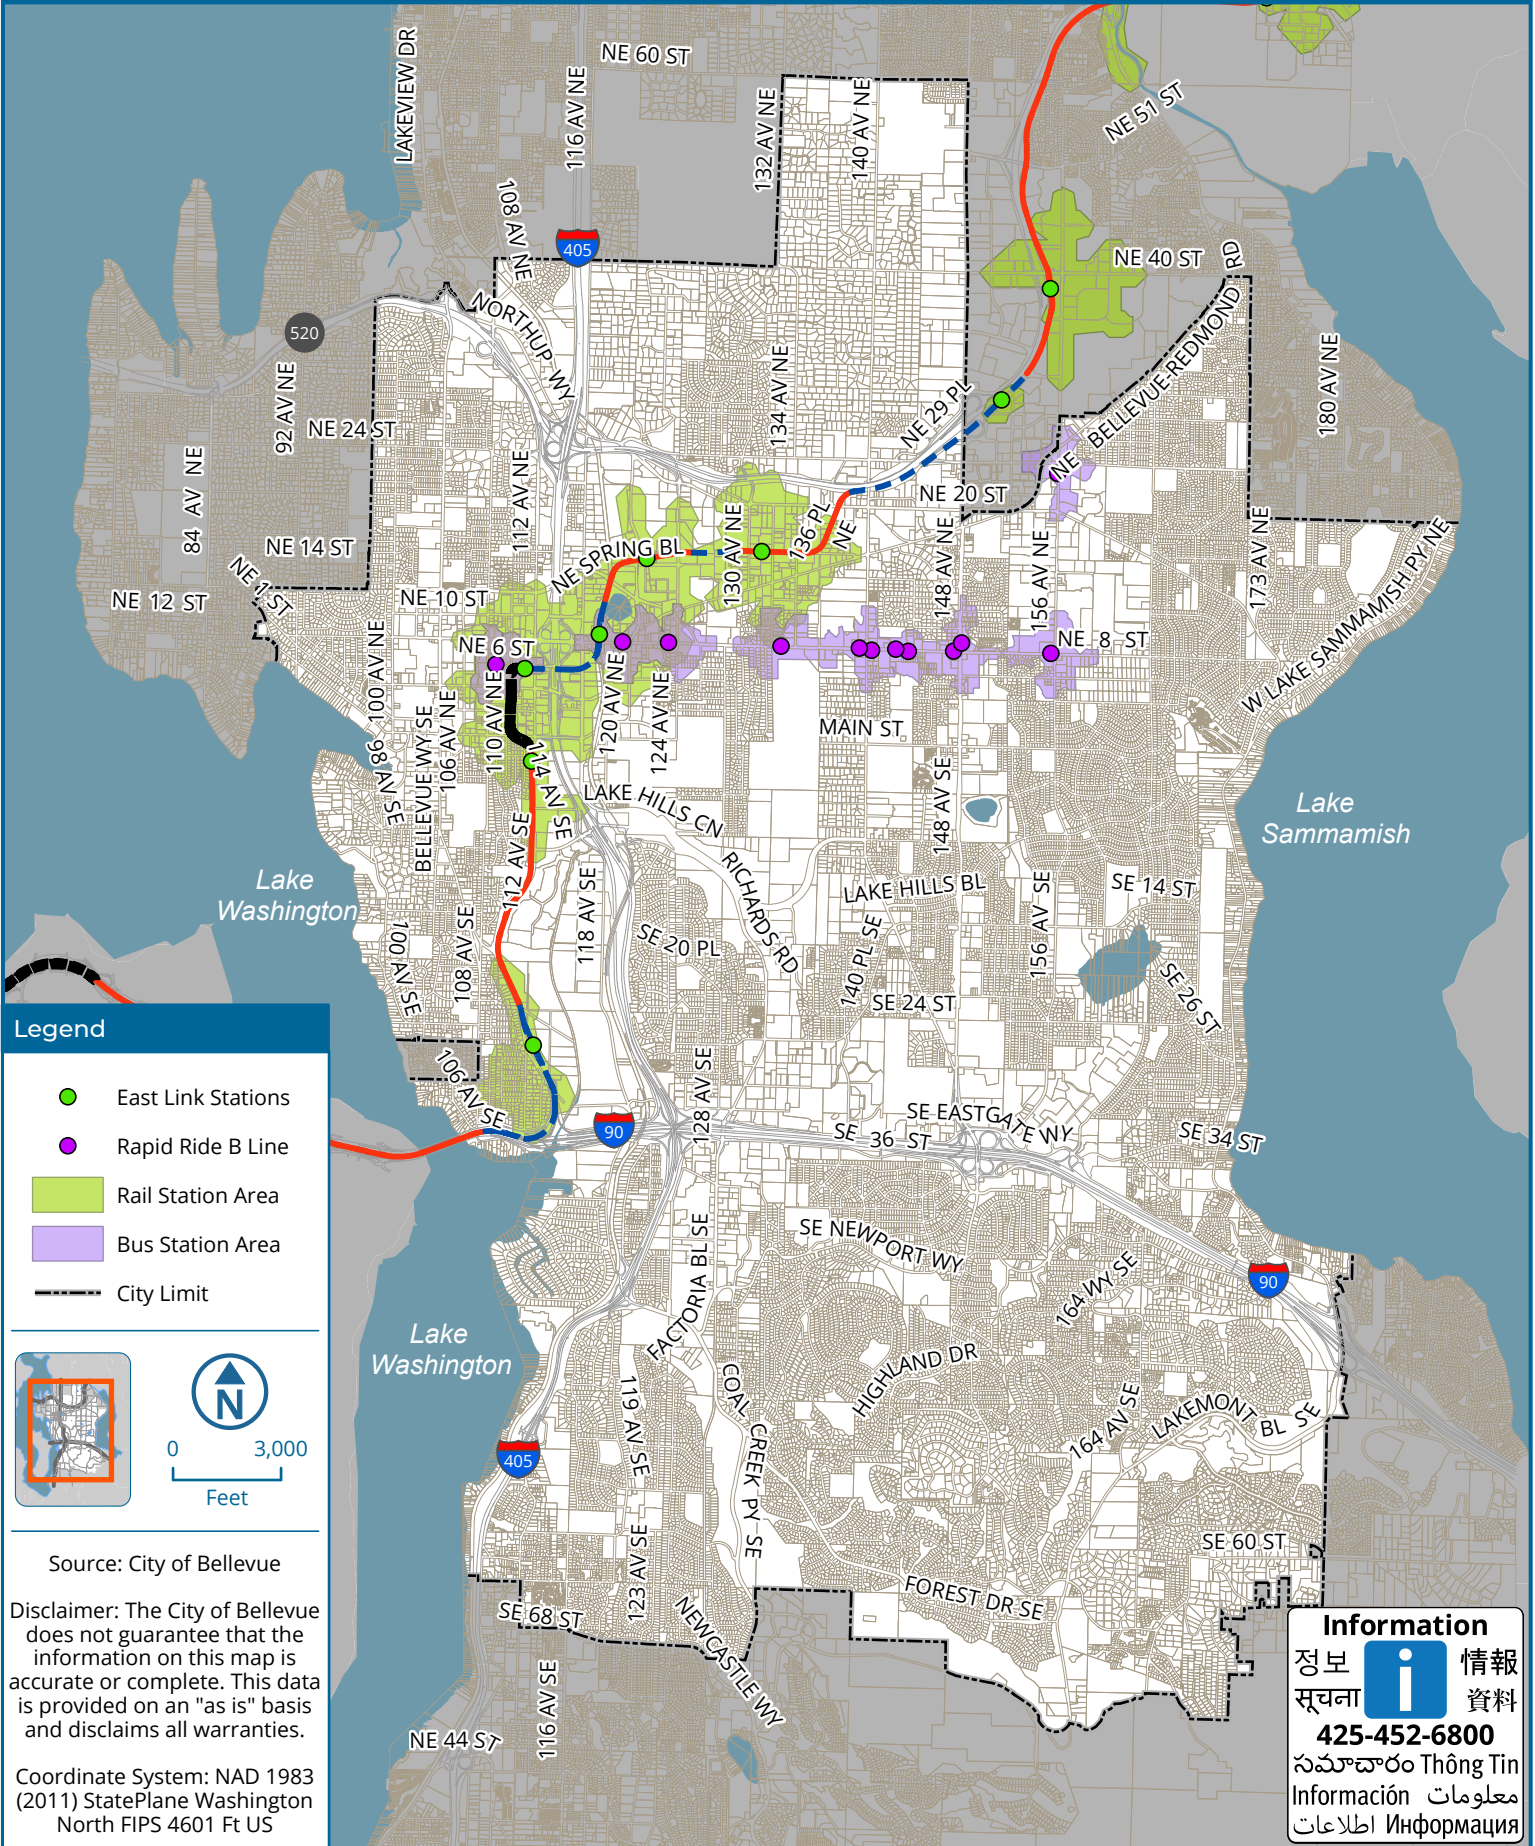 NE 60 ST
LAKEVIEW DR
116 AV NE
132 AV NE
140 AV NE
NE 51 ST
108 AV NE
405
NE 40 ST
BELLEVUE-REDMOND
RD
NORTHUP WY
520
92 AV NE
NE 24 ST
134 AV NE
NE 29 PL
180 AV NE
84 AV NE
112 AV NE
NE
NE 20 ST
NE 14 ST
NE 1 ST
NE SPRING BL
130 AV NE
136 PL
NE
148 AV NE
156 AV NE
173 AV NE
W LAKE SAMMAMISH PY NE
NE 12 ST
NE 10 ST
NE 6 ST
NE 8 ST
100 AV NE
110 AV NE
120 AV NE
124 AV NE
MAIN ST
BELLEVUE WY SE
106 AV NE
98 AV SE
114 AV SE
LAKE HILLS CN
148 AV SE
Lake
Sammamish
112 AV SE
118 AV SE
RICHARDS RD
LAKE HILLS BL
SE 14 ST
Lake
Washington
100 AV SE
108 AV SE
SE 20 PL
140 PL SE
156 AV SE
SE 24 ST
SE 26 ST
106 AV SE
128 AV SE
90
SE EASTGATE WY
SE 36 ST
SE 34 ST
SE NEWPORT WY
FACTORIA BL SE
164 WY SE
90
Lake
Washington
HIGHLAND DR
119 AV SE
COAL CREEK PY SE
164 AV SE
LAKEMONT BL SE
405
SE 60 ST
123 AV SE
FOREST DR SE
SE 68 ST
NEWCASTLE WY
116 AV SE
NE 44 ST
Legend
East Link Stations
Rapid Ride B Line
Rail Station Area
Bus Station Area
City Limit
N
0 3,000
Feet
Source: City of Bellevue
Disclaimer: The City of Bellevue
does not guarantee that the
information on this map is
accurate or complete. This data
is provided on an "as is" basis
and disclaims all warranties.
Coordinate System: NAD 1983
(2011) StatePlane Washington
North FIPS 4601 Ft US
Information
정보 i 情報
सूचना 資料
425-452-6800
సమాచారం Thông Tin
Información معلومات
اطلاعات Информация